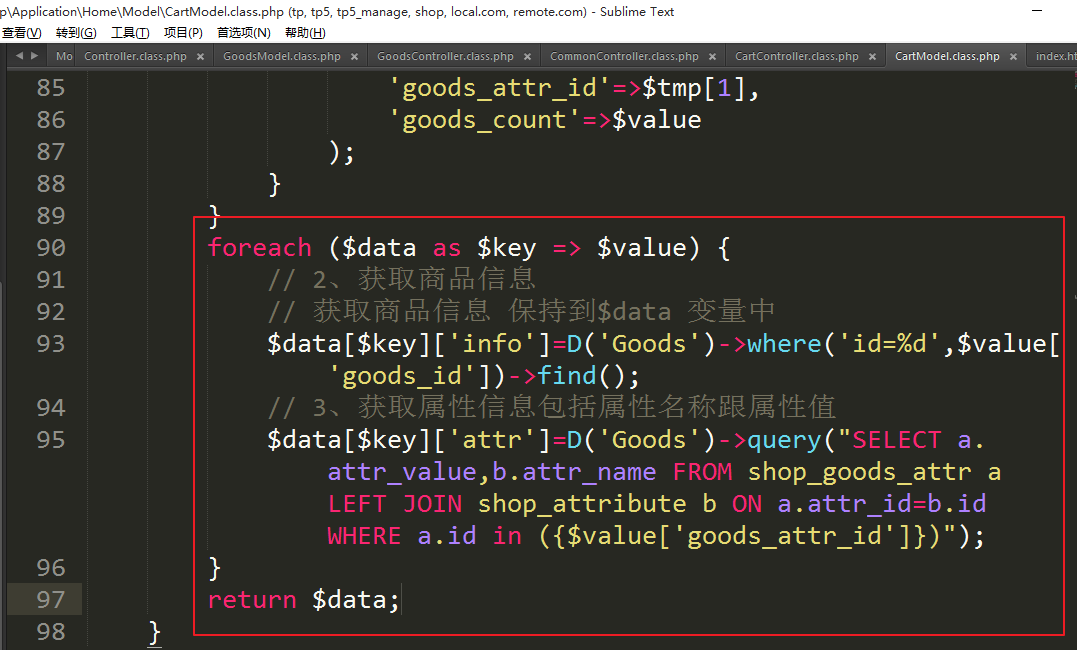 p\Application\Home\Model\CartModel.class.php (tp, tp5, tp5_manage, shop, local.com, remote.com) - Sublime Text
查看(V) 转到(G) 工具(T) 项目(P) 首选项(N) 帮助(H)
Mo Controller.class.php × GoodsModel.class.php × GoodsController.class.php × CommonController.class.php × CartController.class.php × CartModel.class.php × index.ht
85 'goods_attr_id'=>$tmp[1],
86 'goods_count'=>$value
87 );
88 }
89 }
90 foreach ($data as $key => $value) {
91 // 2、获取商品信息
92 // 获取商品信息 保持到$data 变量中
93 $data[$key]['info']=D('Goods')->where('id=%d',$value[
'goods_id'])->find();
94 // 3、获取属性信息包括属性名称跟属性值
95 $data[$key]['attr']=D('Goods')->query("SELECT a.
attr_value,b.attr_name FROM shop_goods_attr a
LEFT JOIN shop_attribute b ON a.attr_id=b.id
WHERE a.id in ({$value['goods_attr_id']})");
96 }
97 return $data;
98 }